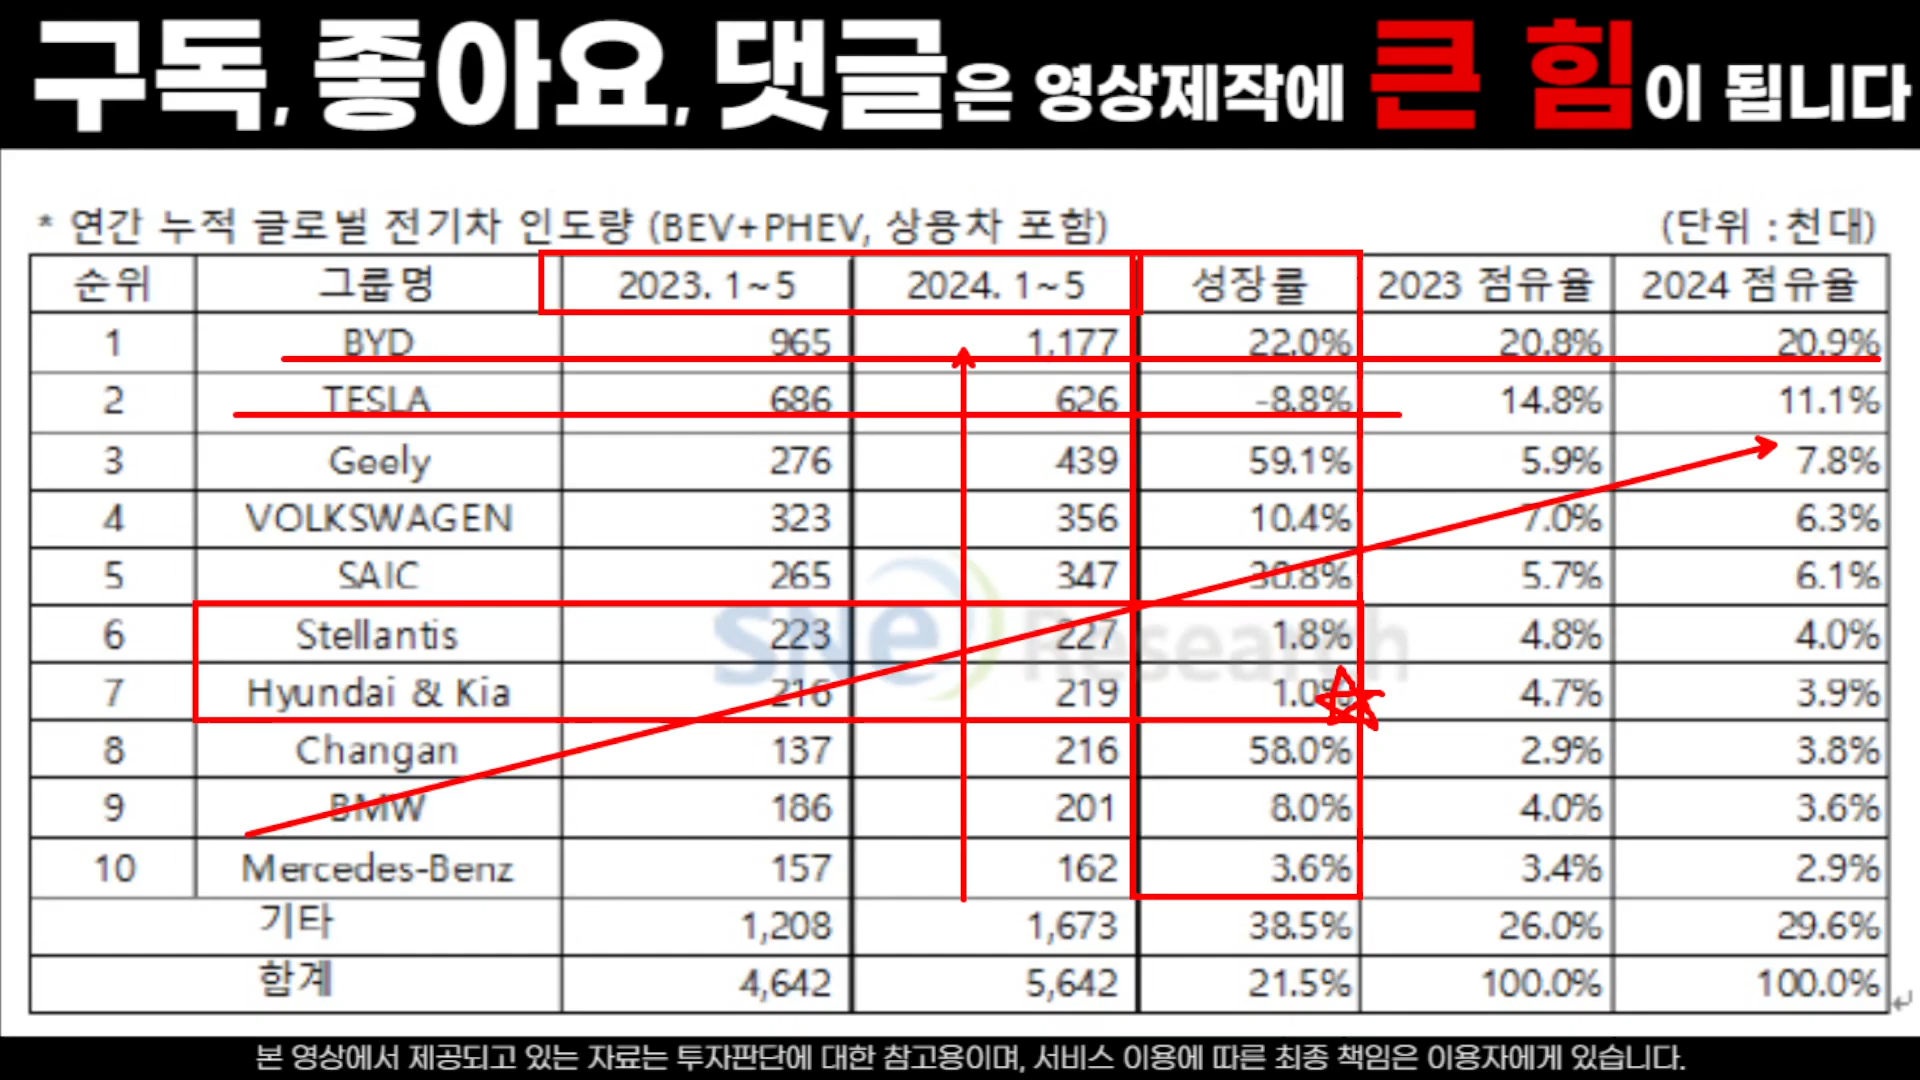 구독, 좋아요, 댓글은 영상제작에 큰 힘이 됩니다
* 연간 누적 글로벌 전기차 인도량 (BEV+PHEV, 상용차 포함) (단위 : 천대)
순위 그룹명 2023. 1~5 2024. 1~5 성장률 2023 점유율 2024 점유율
1 BYD 965 1,177 22.0% 20.8% 20.9%
2 TESLA 686 626 -8.8% 14.8% 11.1%
3 Geely 276 439 59.1% 5.9% 7.8%
4 VOLKSWAGEN 323 356 10.4% 7.0% 6.3%
5 SAIC 265 347 30.8% 5.7% 6.1%
6 Stellantis 223 227 1.8% 4.8% 4.0%
7 Hyundai & Kia 216 219 1.0% 4.7% 3.9%
8 Changan 137 216 58.0% 2.9% 3.8%
9 BMW 186 201 8.0% 4.0% 3.6%
10 Mercedes-Benz 157 162 3.6% 3.4% 2.9%
기타 1,208 1,673 38.5% 26.0% 29.6%
합계 4,642 5,642 21.5% 100.0% 100.0%
SNE Research
본 영상에서 제공되고 있는 자료는 투자판단에 대한 참고용이며, 서비스 이용에 따른 최종 책임은 이용자에게 있습니다.